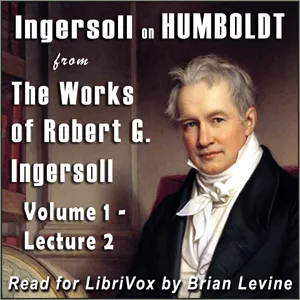 Ingersoll on HUMBOLDT
from
The Works
of Robert G.
Ingersoll
Volume 1 -
Lecture 2
Read for LibriVox by Brian Levine